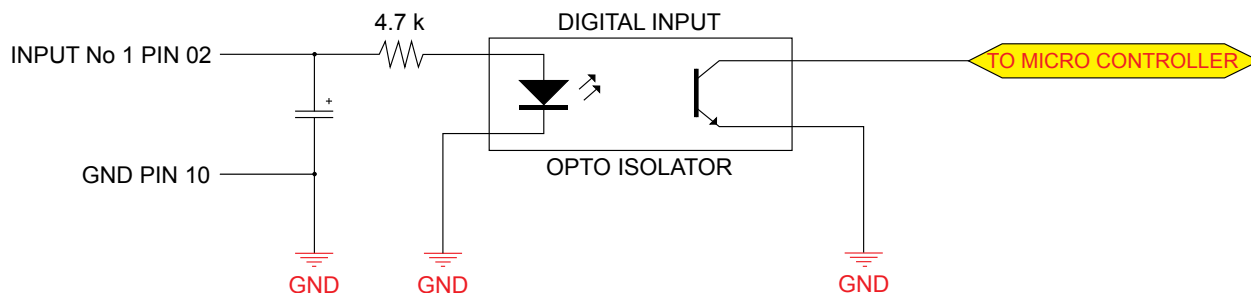 4.7 k
DIGITAL INPUT
INPUT No 1 PIN 02
TO MICRO CONTROLLER
+
OPTO ISOLATOR
GND PIN 10
GND
GND
GND